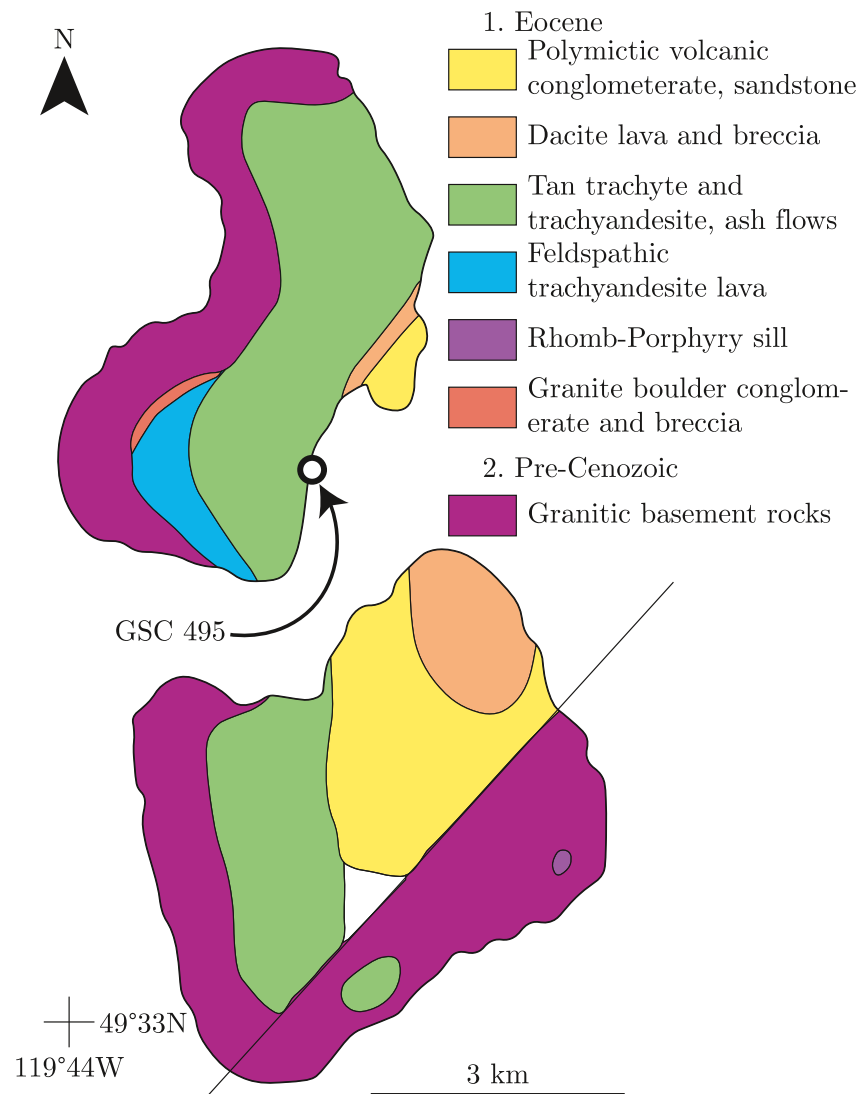 N
1. Eocene
Polymictic volcanic
conglometerate, sandstone
Dacite lava and breccia
Tan trachyte and
trachyandesite, ash flows
Feldspathic
trachyandesite lava
Rhomb-Porphyry sill
Granite boulder conglom-
erate and breccia
2. Pre-Cenozoic
Granitic basement rocks
GSC 495
49°33N
119°44W
3 km